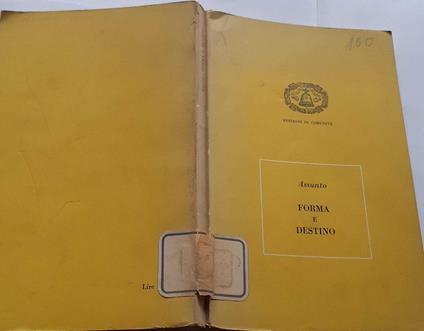 160
EDIZIONI DI COMUNITÀ
Assunto
FORMA
E
DESTINO
Lire